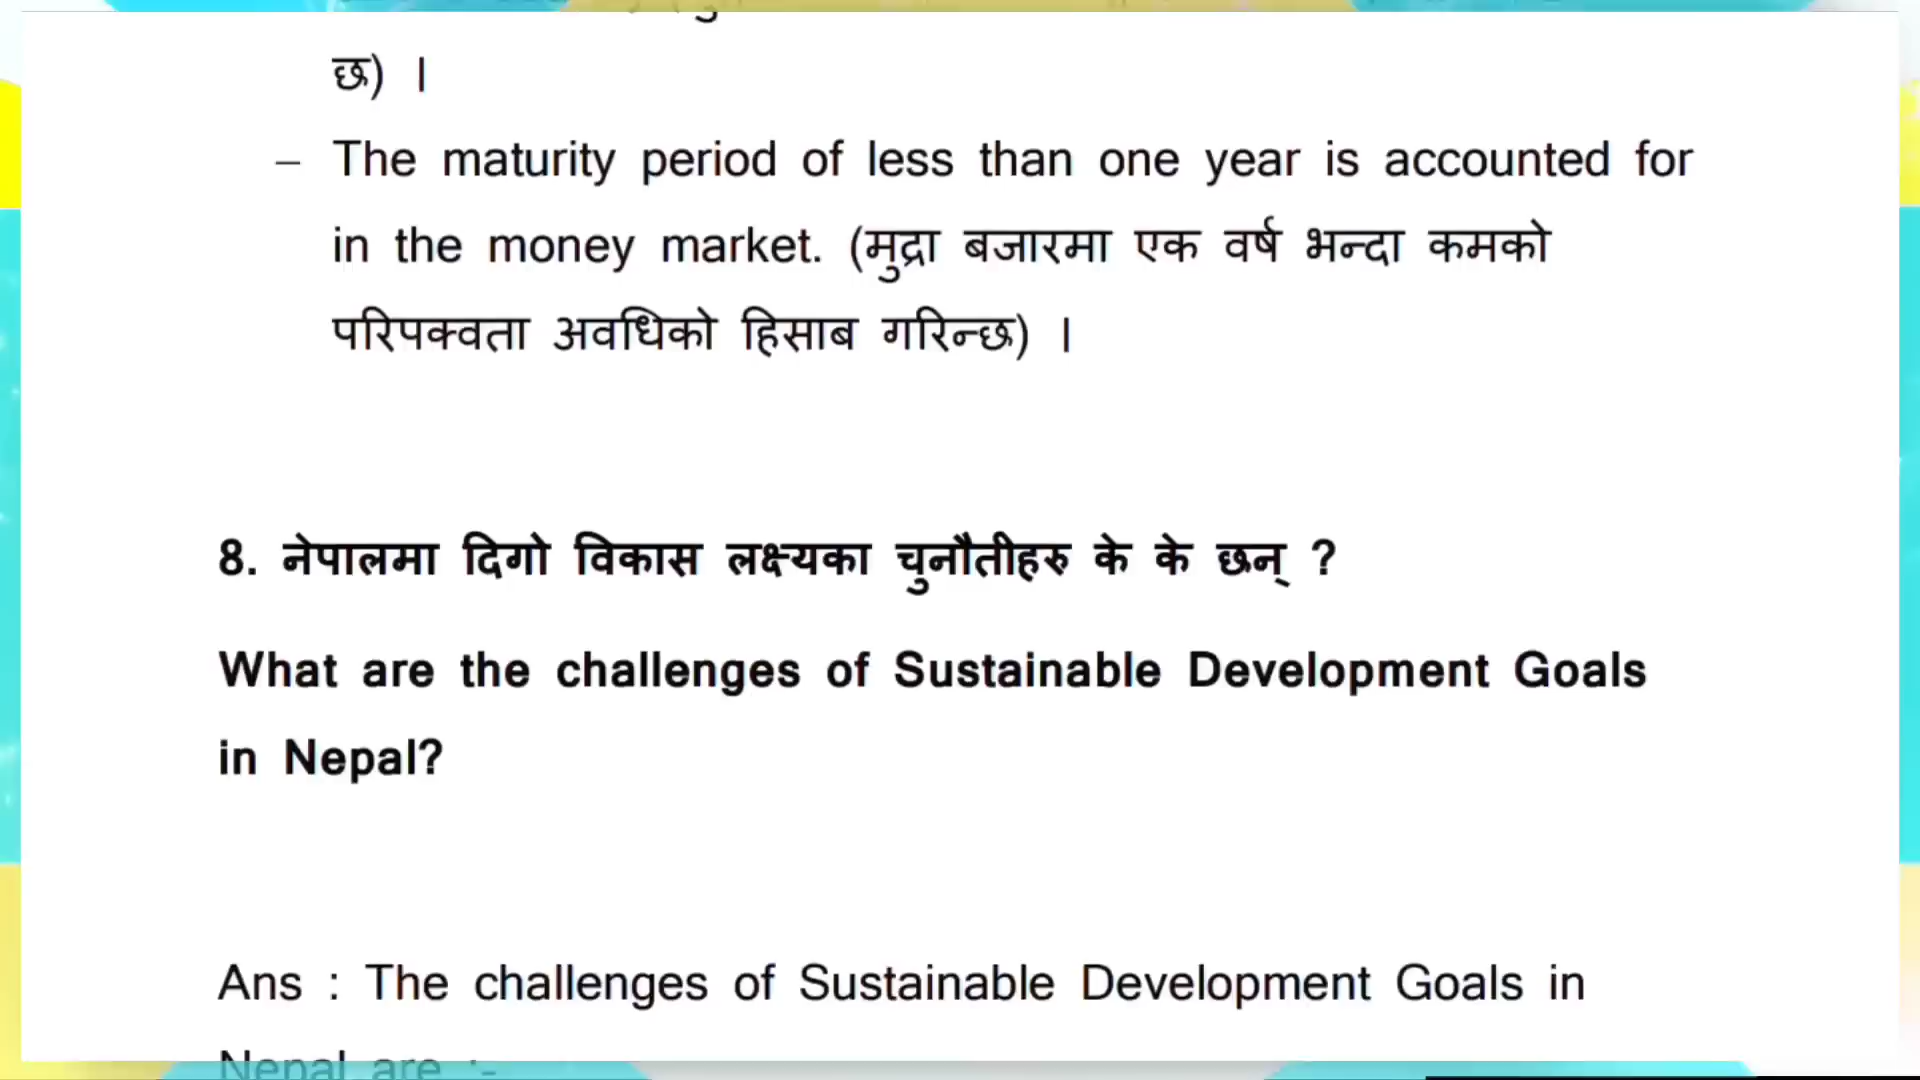 छ) ।
– The maturity period of less than one year is accounted for
in the money market. (मुद्रा बजारमा एक वर्ष भन्दा कमको
परिपक्वता अवधिको हिसाब गरिन्छ) ।
8. नेपालमा दिगो विकास लक्ष्यका चुनौतीहरु के के छन् ?
What are the challenges of Sustainable Development Goals
in Nepal?
Ans : The challenges of Sustainable Development Goals in
Nepal are :-